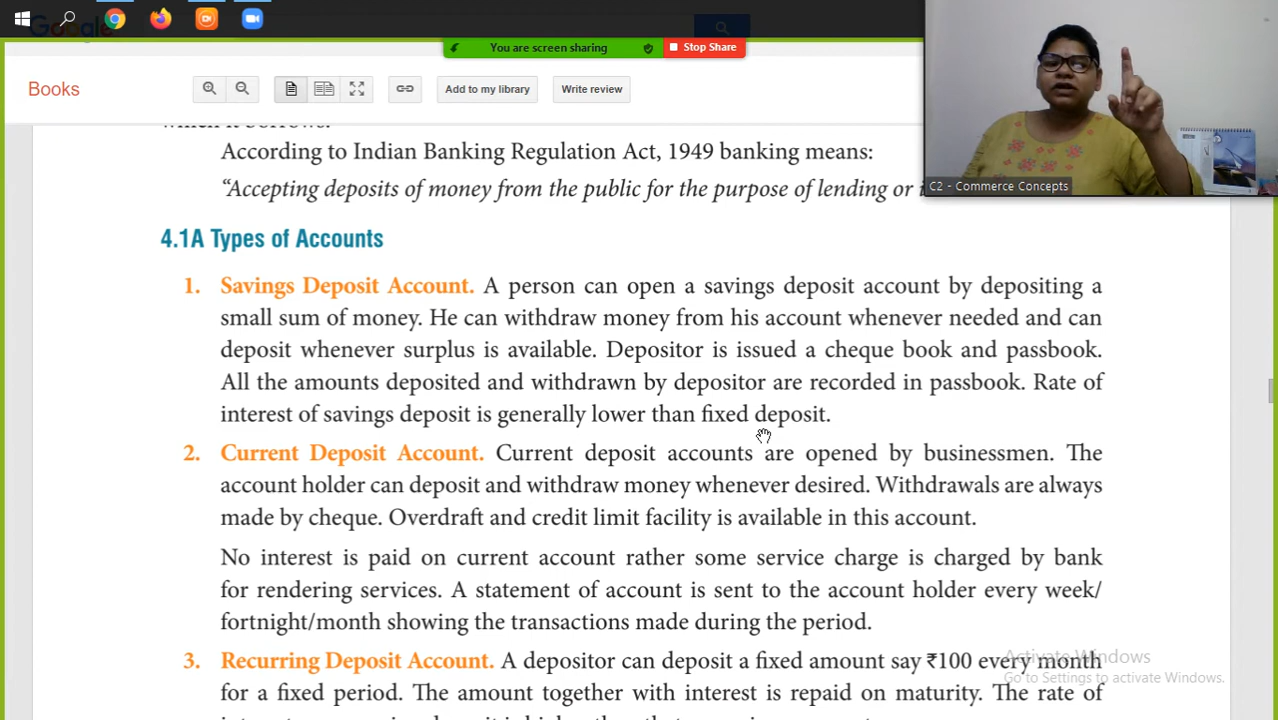 Google
You are screen sharing
Stop Share
Books
Add to my library
Write review
C2 - Commerce Concepts
which it borrows.
According to Indian Banking Regulation Act, 1949 banking means:
“Accepting deposits of money from the public for the purpose of lending or
4.1A Types of Accounts
1. Savings Deposit Account. A person can open a savings deposit account by depositing a
small sum of money. He can withdraw money from his account whenever needed and can
deposit whenever surplus is available. Depositor is issued a cheque book and passbook.
All the amounts deposited and withdrawn by depositor are recorded in passbook. Rate of
interest of savings deposit is generally lower than fixed deposit.
2. Current Deposit Account. Current deposit accounts are opened by businessmen. The
account holder can deposit and withdraw money whenever desired. Withdrawals are always
made by cheque. Overdraft and credit limit facility is available in this account.
No interest is paid on current account rather some service charge is charged by bank
for rendering services. A statement of account is sent to the account holder every week/
fortnight/month showing the transactions made during the period.
3. Recurring Deposit Account. A depositor can deposit a fixed amount say ₹100 every month
for a fixed period. The amount together with interest is repaid on maturity. The rate of
Activate Windows
Go to Settings to activate Windows.